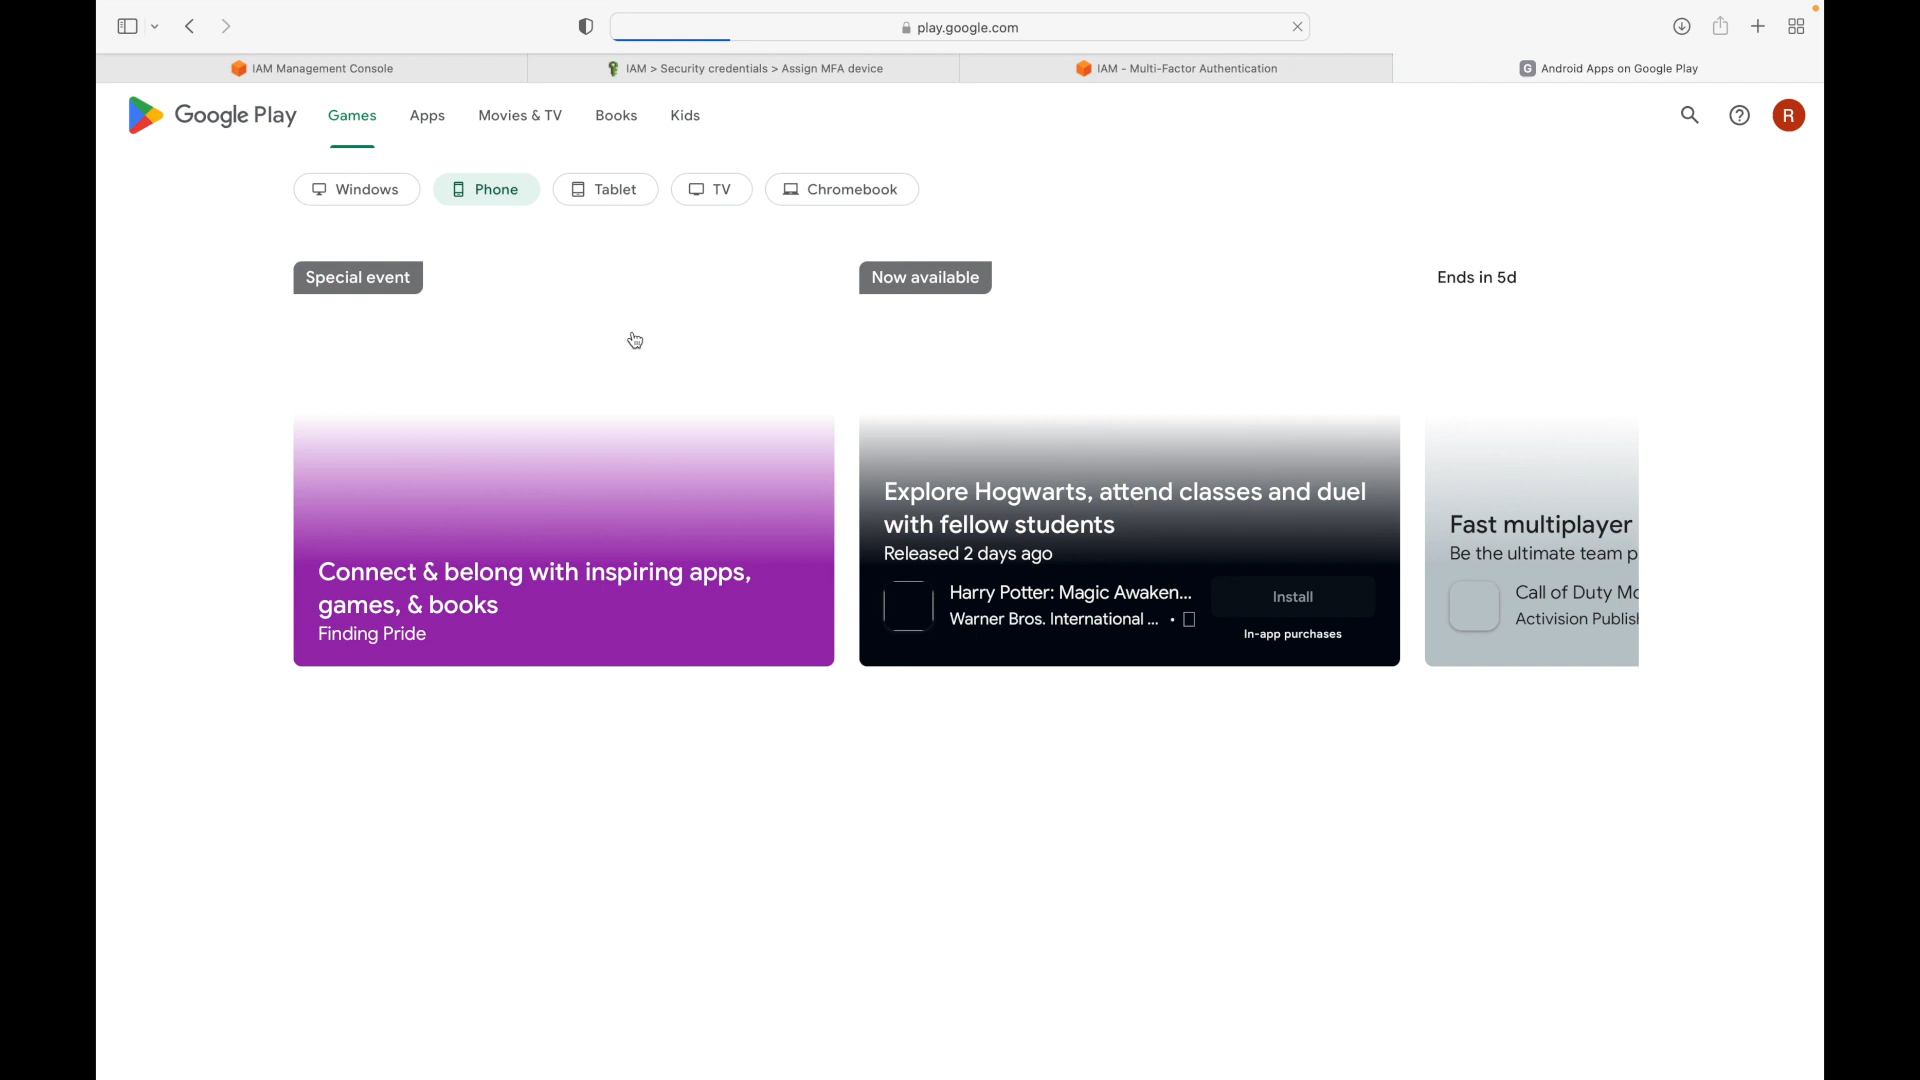 play.google.com
IAM Management Console
IAM > Security credentials > Assign MFA device
IAM - Multi-Factor Authentication
G Android Apps on Google Play
Google Play
Games
Apps
Movies & TV
Books
Kids
R
Windows
Phone
Tablet
TV
Chromebook
Special event
Connect & belong with inspiring apps,
games, & books
Finding Pride
Now available
Explore Hogwarts, attend classes and duel
with fellow students
Released 2 days ago
Harry Potter: Magic Awaken...
Warner Bros. International ... •
Install
In-app purchases
Ends in 5d
Fast multiplayer
Be the ultimate team p
Call of Duty Mo
Activision Publish